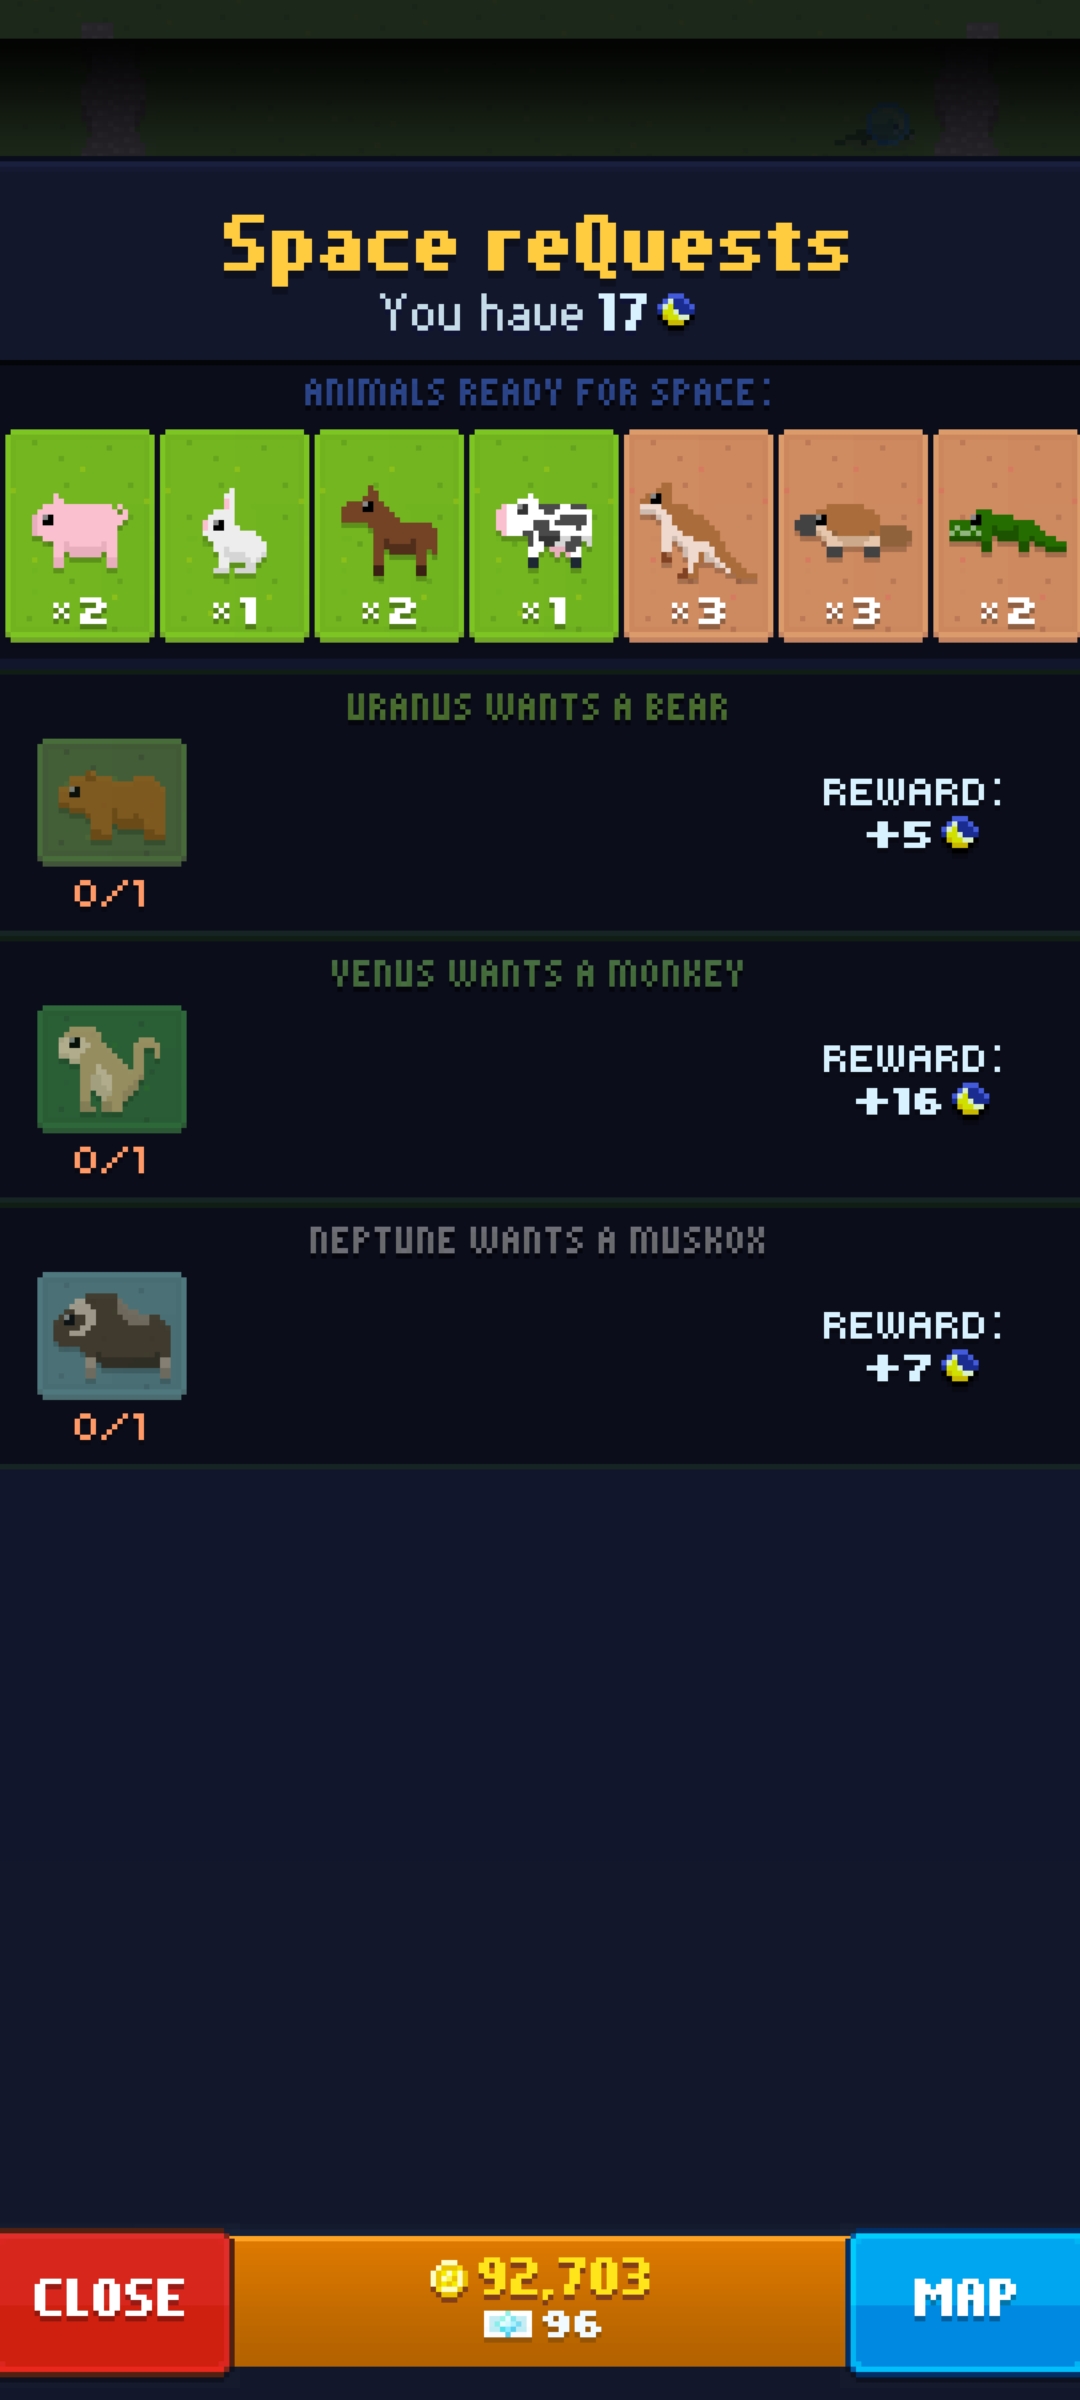 Space reQuests
You have 17
ANIMALS READY FOR SPACE:
×2 ×1 ×2 ×1 ×3 ×3 ×2
URANUS WANTS A BEAR
REWARD:
+5
0/1
VENUS WANTS A MONKEY
REWARD:
+16
0/1
NEPTUNE WANTS A MUSKOX
REWARD:
+7
0/1
CLOSE
92,703
96
MAP